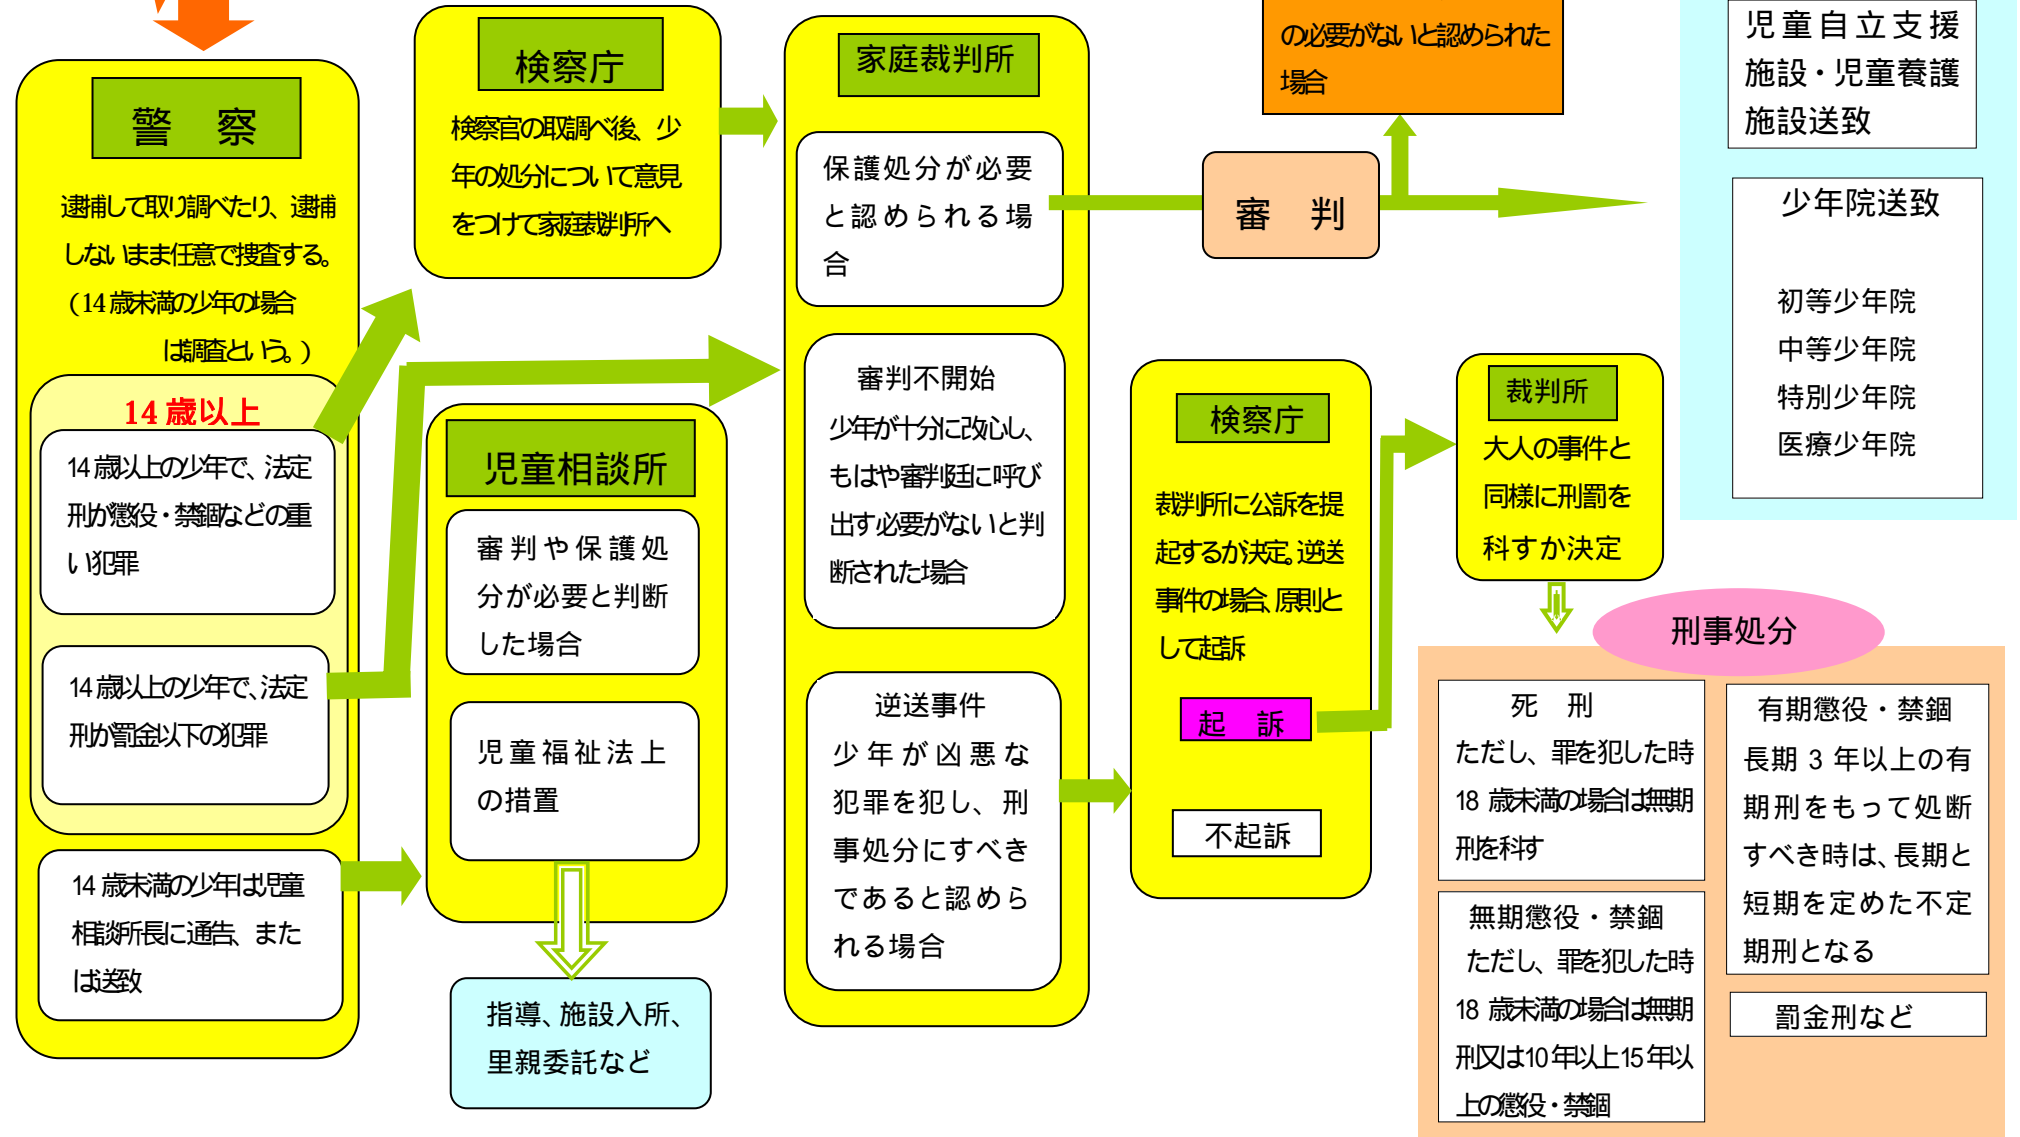 警　察
逮捕して取り調べたり、逮捕
しないまま任意で捜査する。
(14歳未満の少年の場合
は調査という。)
14歳以上
14歳以上の少年で、法定
刑が懲役・禁錮などの重
い犯罪
14歳以上の少年で、法定
刑が罰金以下の犯罪
14歳未満の少年は児童
相談所長に通告、また
は送致
検察庁
検察官の取調べ後、少
年の処分について意見
をつけて家庭裁判所へ
児童相談所
審判や保護処
分が必要と判断
した場合
児童福祉法上
の措置
指導、施設入所、
里親委託など
家庭裁判所
保護処分が必要
と認められる場
合
審判不開始
少年が十分に改心し、
もはや審判廷に呼び
出す必要がないと判
断された場合
逆送事件
少年が凶悪な
犯罪を犯し、刑
事処分にすべき
であると認めら
れる場合
の必要がないと認められた
場合
審　判
検察庁
裁判所に公訴を提
起するか決定。逆送
事件の場合、原則と
して起訴
起　訴
不起訴
裁判所
大人の事件と
同様に刑罰を
科すか決定
児童自立支援
施設・児童養護
施設送致
少年院送致
初等少年院
中等少年院
特別少年院
医療少年院
刑事処分
死　刑
ただし、罪を犯した時
18 歳未満の場合は無期
刑を科す
無期懲役・禁錮
ただし、罪を犯した時
18 歳未満の場合は無期
刑又は10年以上15年以
上の懲役・禁錮
有期懲役・禁錮
長期 3 年以上の有
期刑をもって処断
すべき時は、長期と
短期を定めた不定
期刑となる
罰金刑など